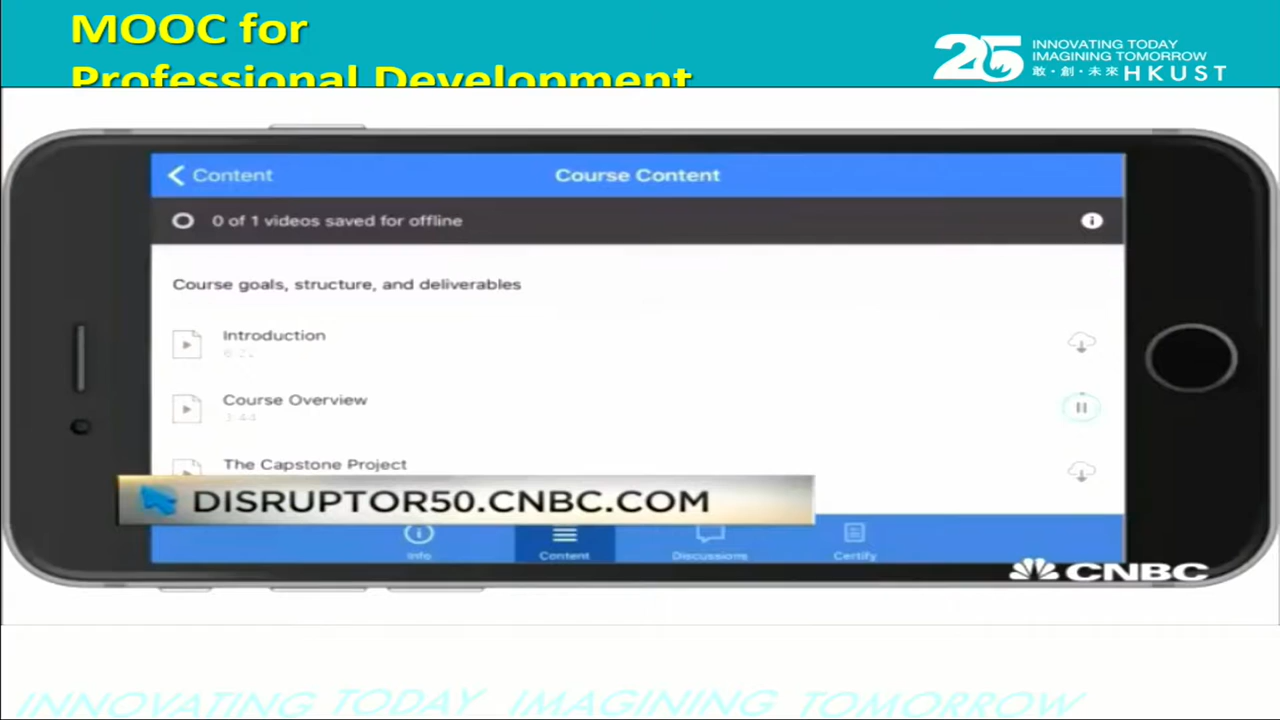 MOOC for
Professional Development
25
INNOVATING TODAY
IMAGINING TOMORROW
敢·創·未來 HKUST
Content
Course Content
0 of 1 videos saved for offline
Course goals, structure, and deliverables
Introduction
Course Overview
3:44
The Capstone Project
DISRUPTOR50.CNBC.COM
Info
Content
Discussions
Certify
CNBC
INNOVATING TODAY IMAGINING TOMORROW